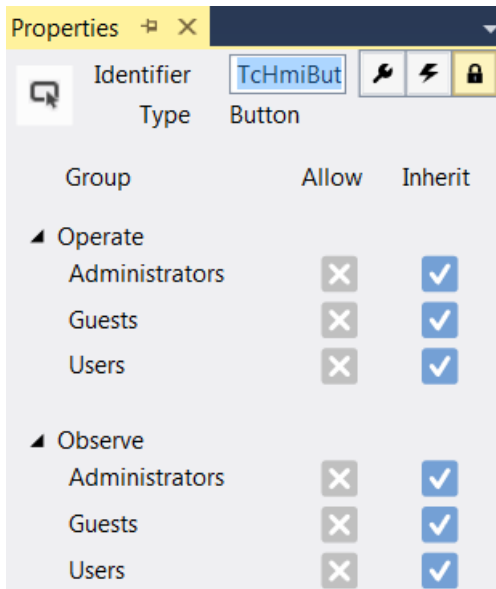 Properties
Identifier TcHmiBut
Type Button
Group Allow Inherit
Operate
Administrators
Guests
Users
Observe
Administrators
Guests
Users